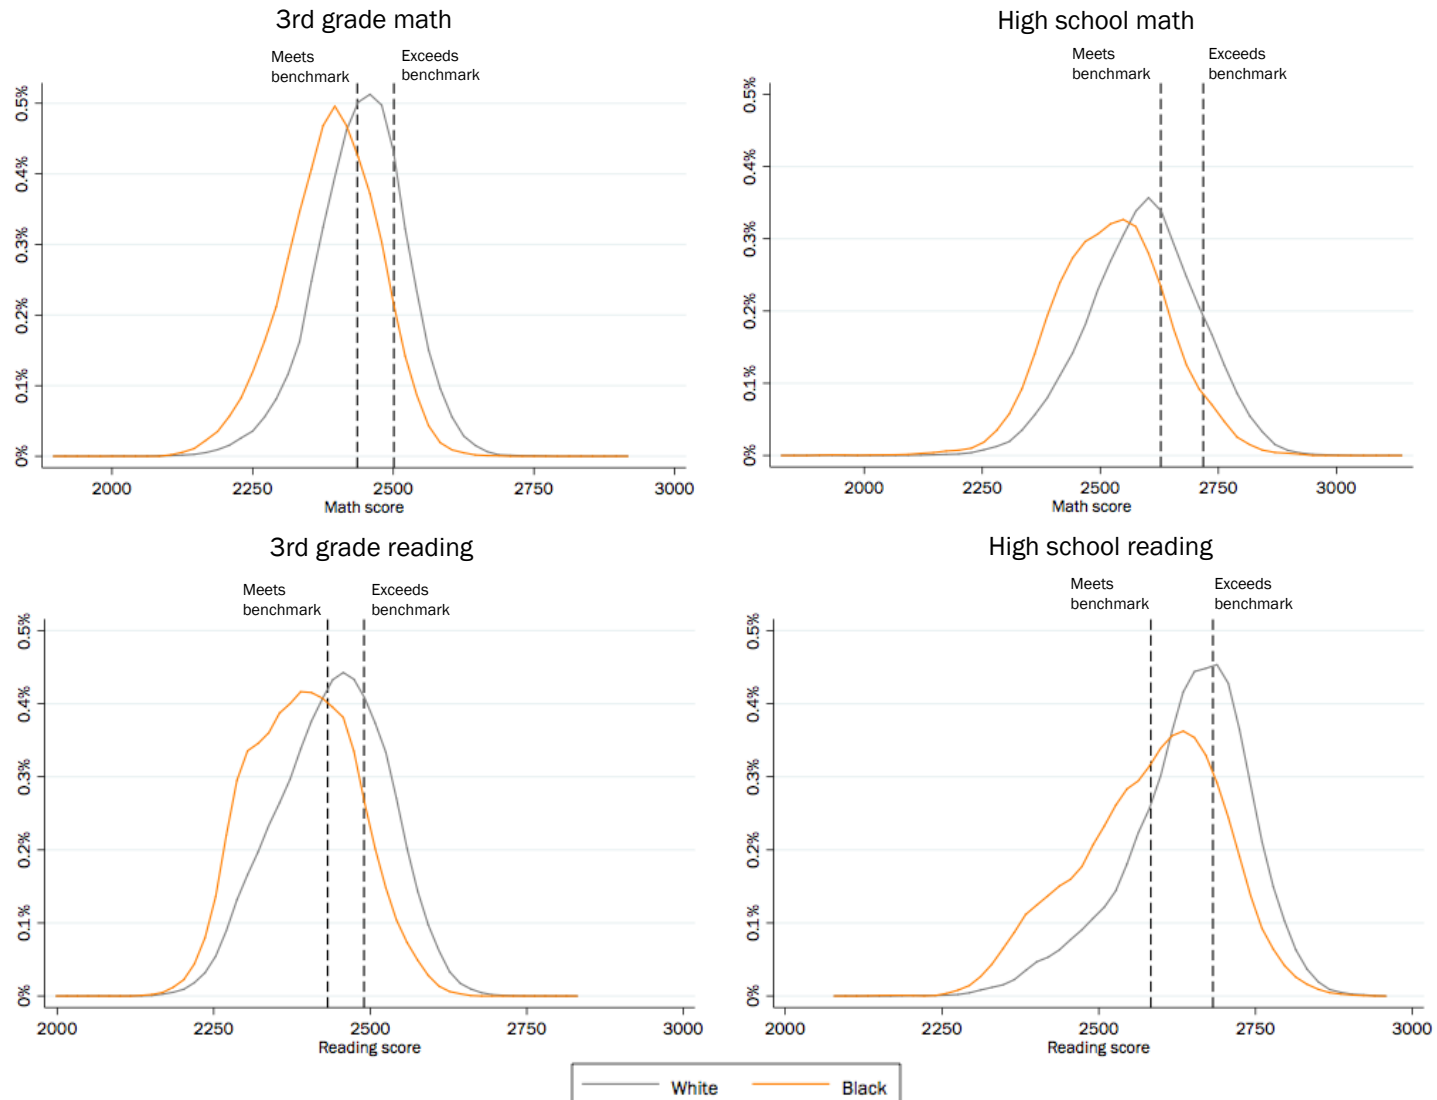 3rd grade math
Meets
benchmark
Exceeds
benchmark
0.5%
0.4%
0.3%
0.2%
0.1%
0%
2000 2250 2500 2750 3000
Math score
High school math
Meets
benchmark
Exceeds
benchmark
0.5%
0.4%
0.3%
0.2%
0.1%
0%
2000 2250 2500 2750 3000
Math score
3rd grade reading
Meets
benchmark
Exceeds
benchmark
0.5%
0.4%
0.3%
0.2%
0.1%
0%
2000 2250 2500 2750 3000
Reading score
High school reading
Meets
benchmark
Exceeds
benchmark
0.5%
0.4%
0.3%
0.2%
0.1%
0%
2000 2250 2500 2750 3000
Reading score
White Black